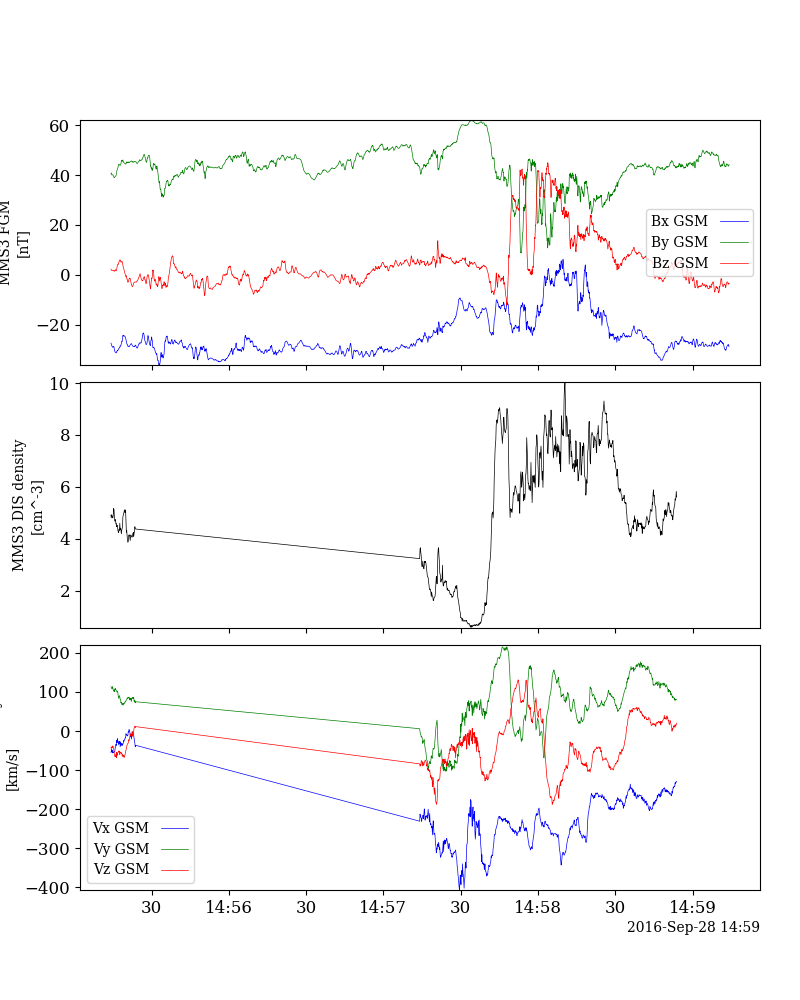 60
40
20
0
−20
MMS3 FGM
[nT]
Bx GSM
By GSM
Bz GSM
10
8
6
4
2
MMS3 DIS density
[cm^-3]
200
100
0
−100
−200
−300
−400
[km/s]
Vx GSM
Vy GSM
Vz GSM
30
14:56
30
14:57
30
14:58
30
14:59
2016-Sep-28 14:59